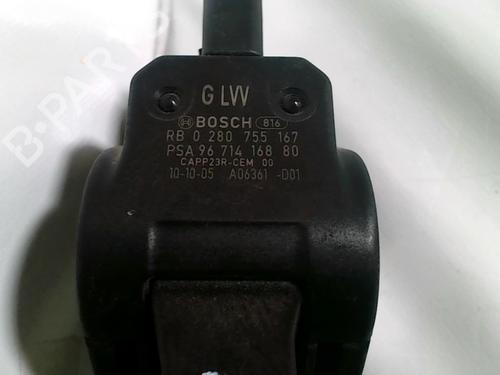 G LW
BOSCH 816
RB 0 280 755 167
PSA 96 714 168 80
CAPP23R-CEM 00
10-10-05 A06361 -D01
B-PARTS